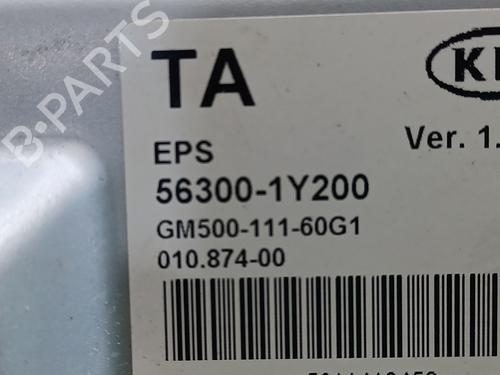 TA
EPS
Ver. 1.
56300-1Y200
GM500-111-60G1
010.874-00
B-PARTS